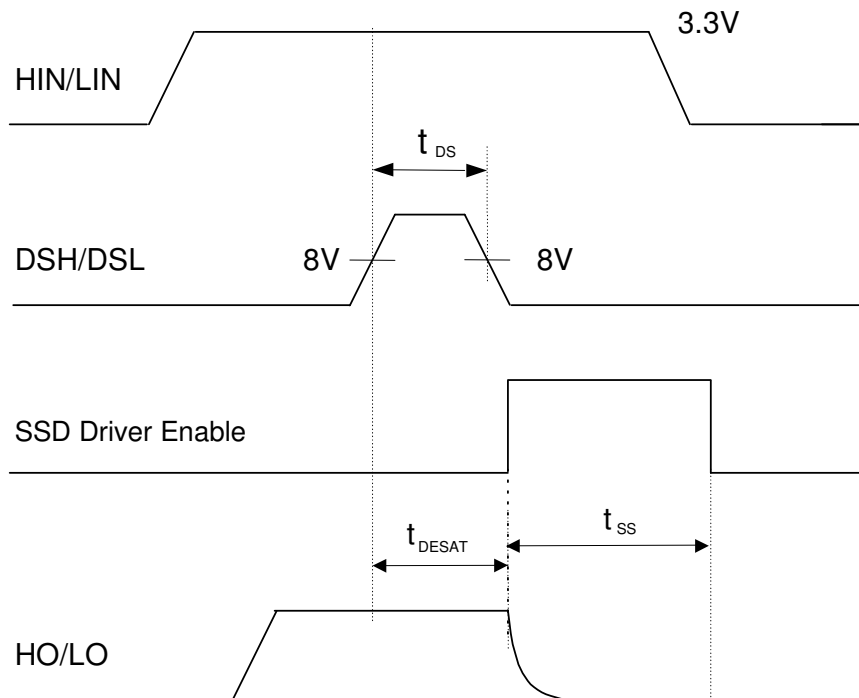 3.3V
HIN/LIN
t DS
DSH/DSL 8V 8V
SSD Driver Enable
t DESAT t SS
HO/LO